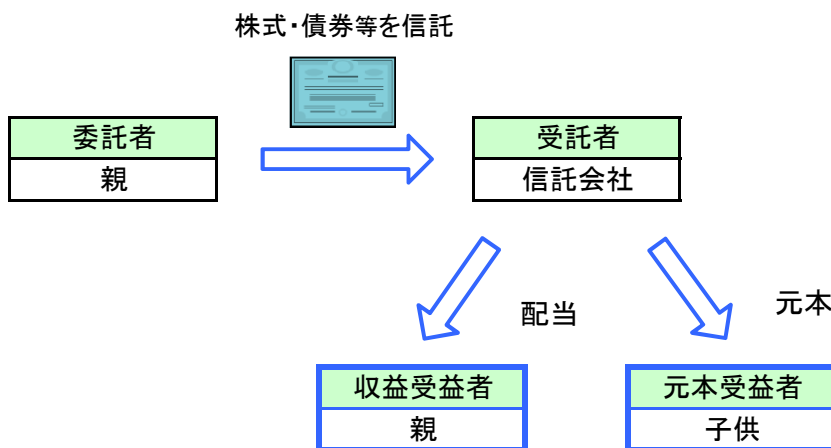 株式・債券等を信託
委託者
親
受託者
信託会社
配当
元本
収益受益者
親
元本受益者
子供